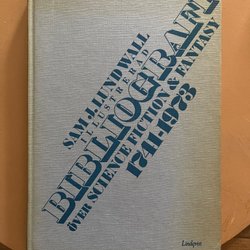 SAM J. LUNDWALL
ILLUSTRERAD
BIBLIOGRAFI
ÖVER SCIENCE FICTION & FANTASY
1741-1973
Lindqvist